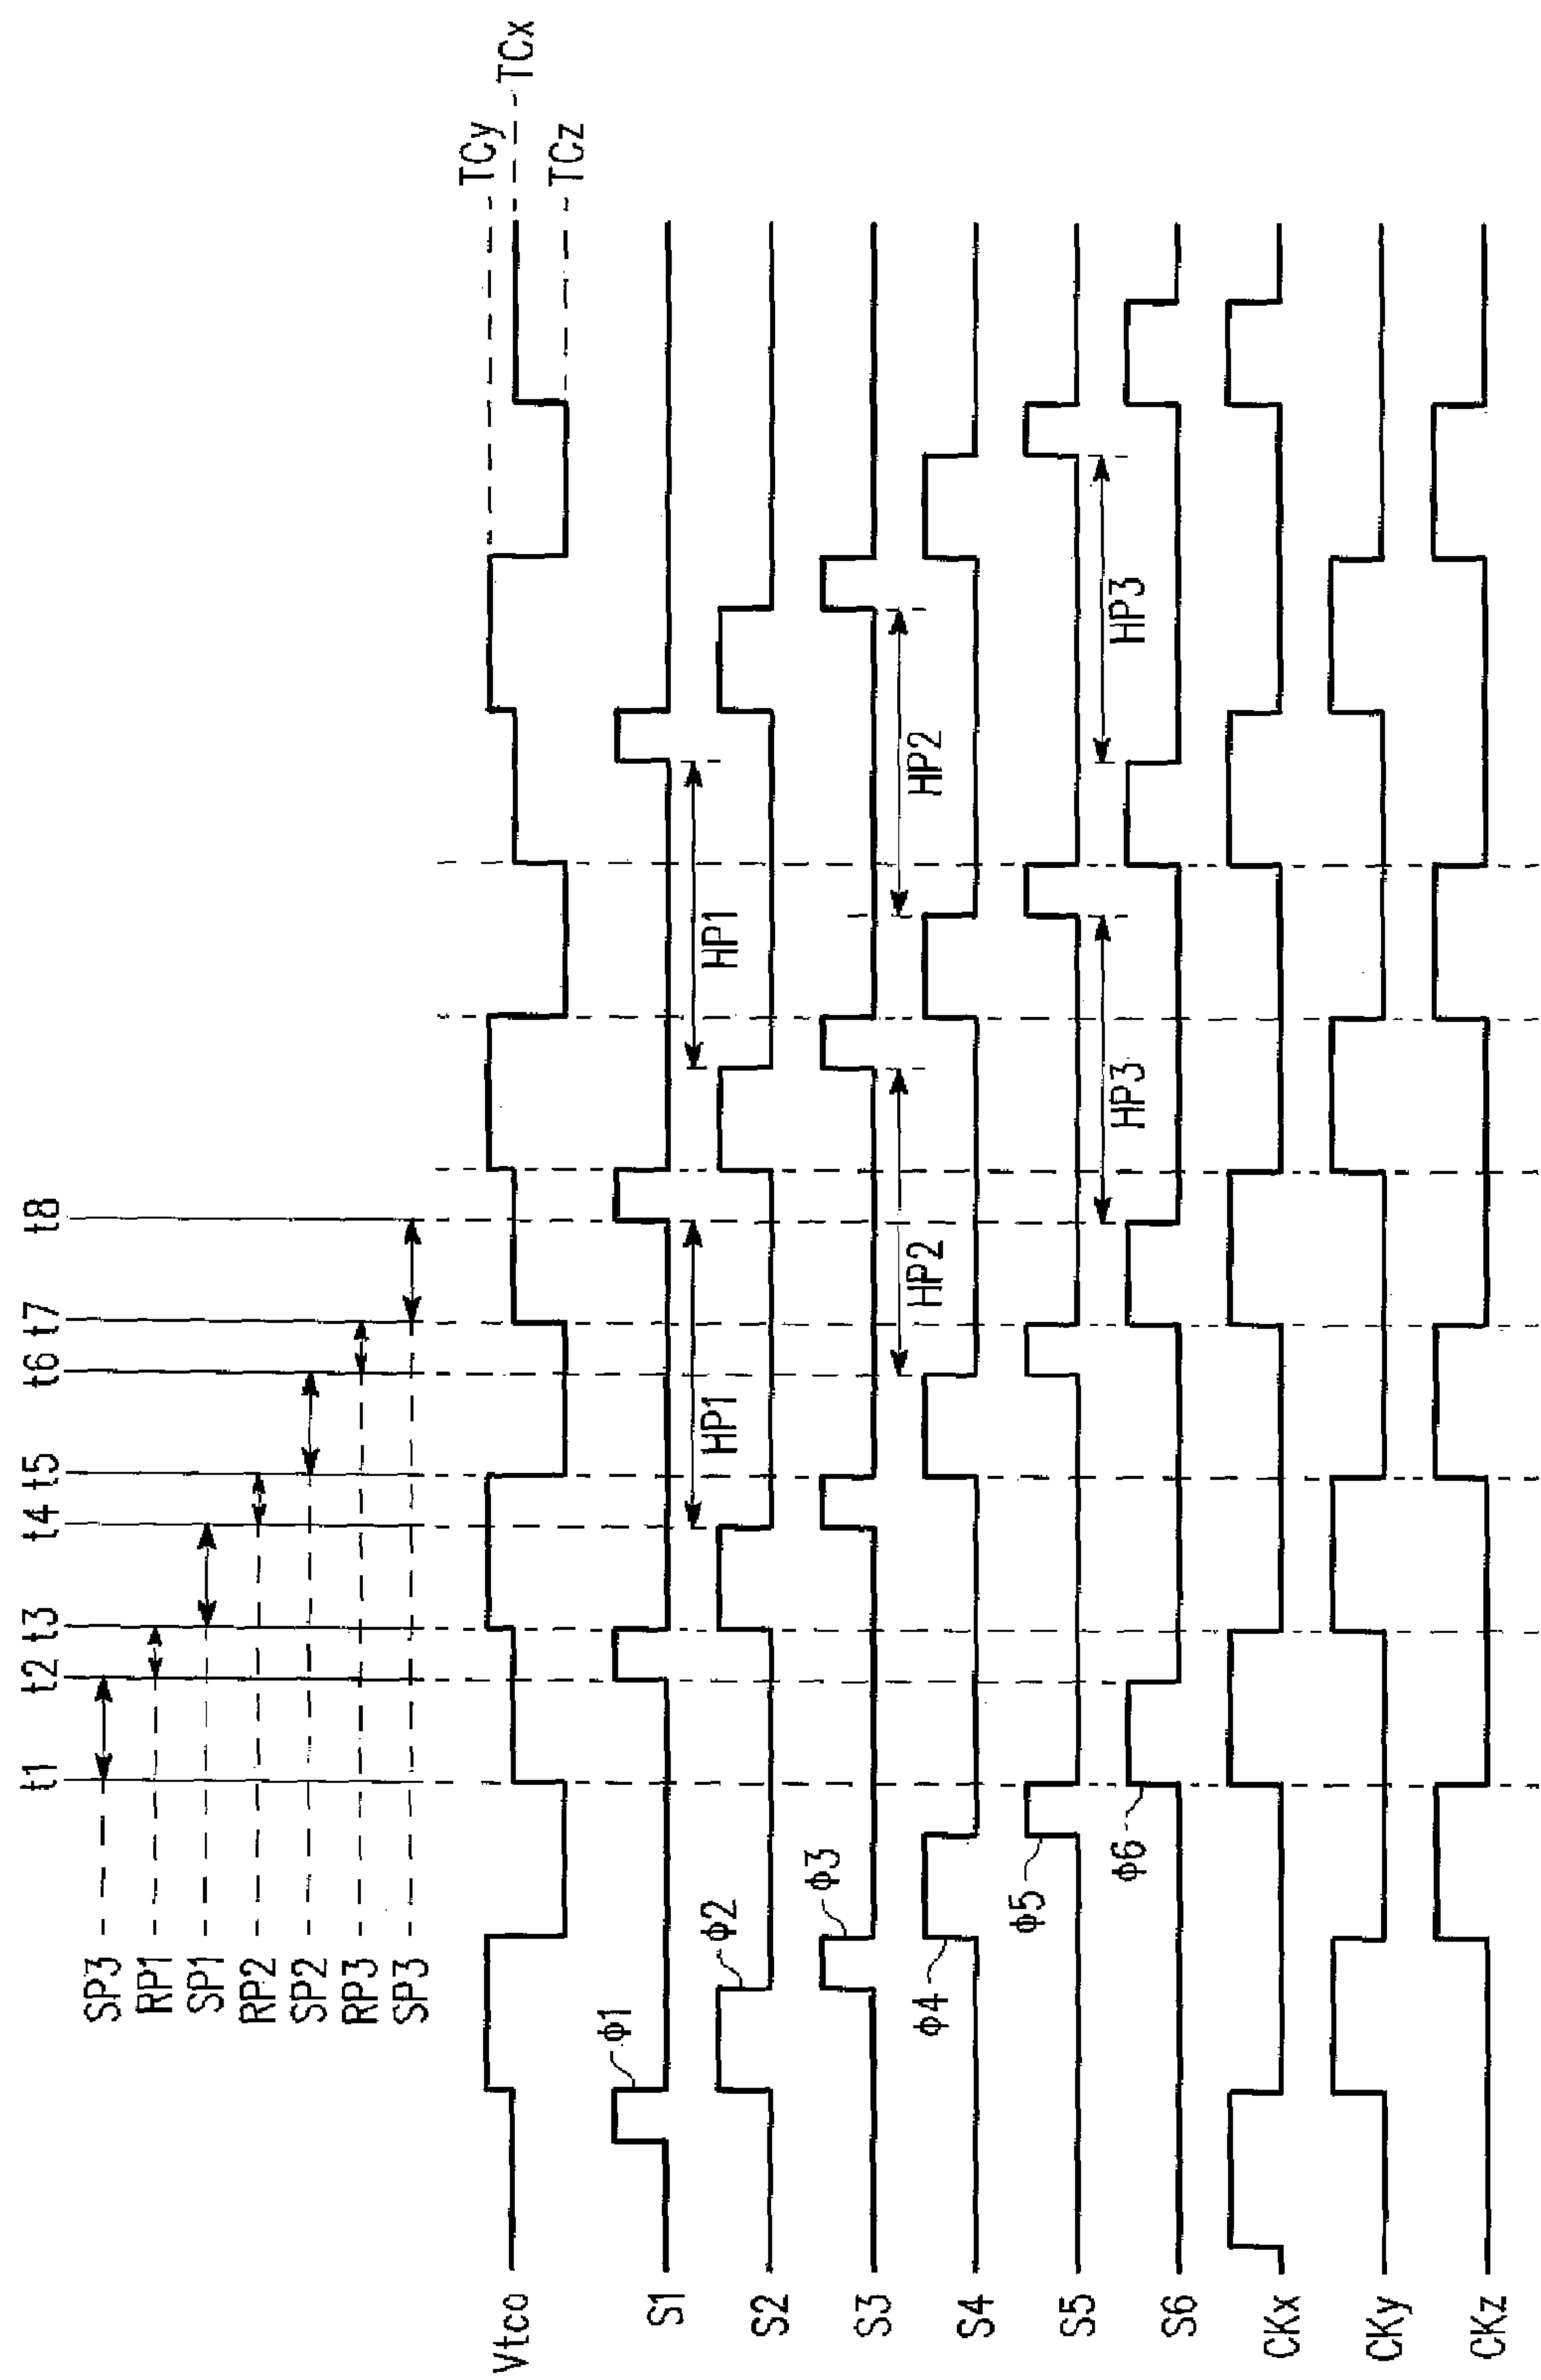 t1 t2 t3 t4 t5 t6 t7 t8
SP3
RP1
SP1
RP2
SP2
RP3
SP3
TCy
TCx
TCz
Vtco
S1
ϕ1
HP1 HP1
S2
ϕ2
S3
ϕ3
HP2 HP2
S4
ϕ4
S5
ϕ5
HP3 HP3
S6
ϕ6
CKx
CKy
CKz